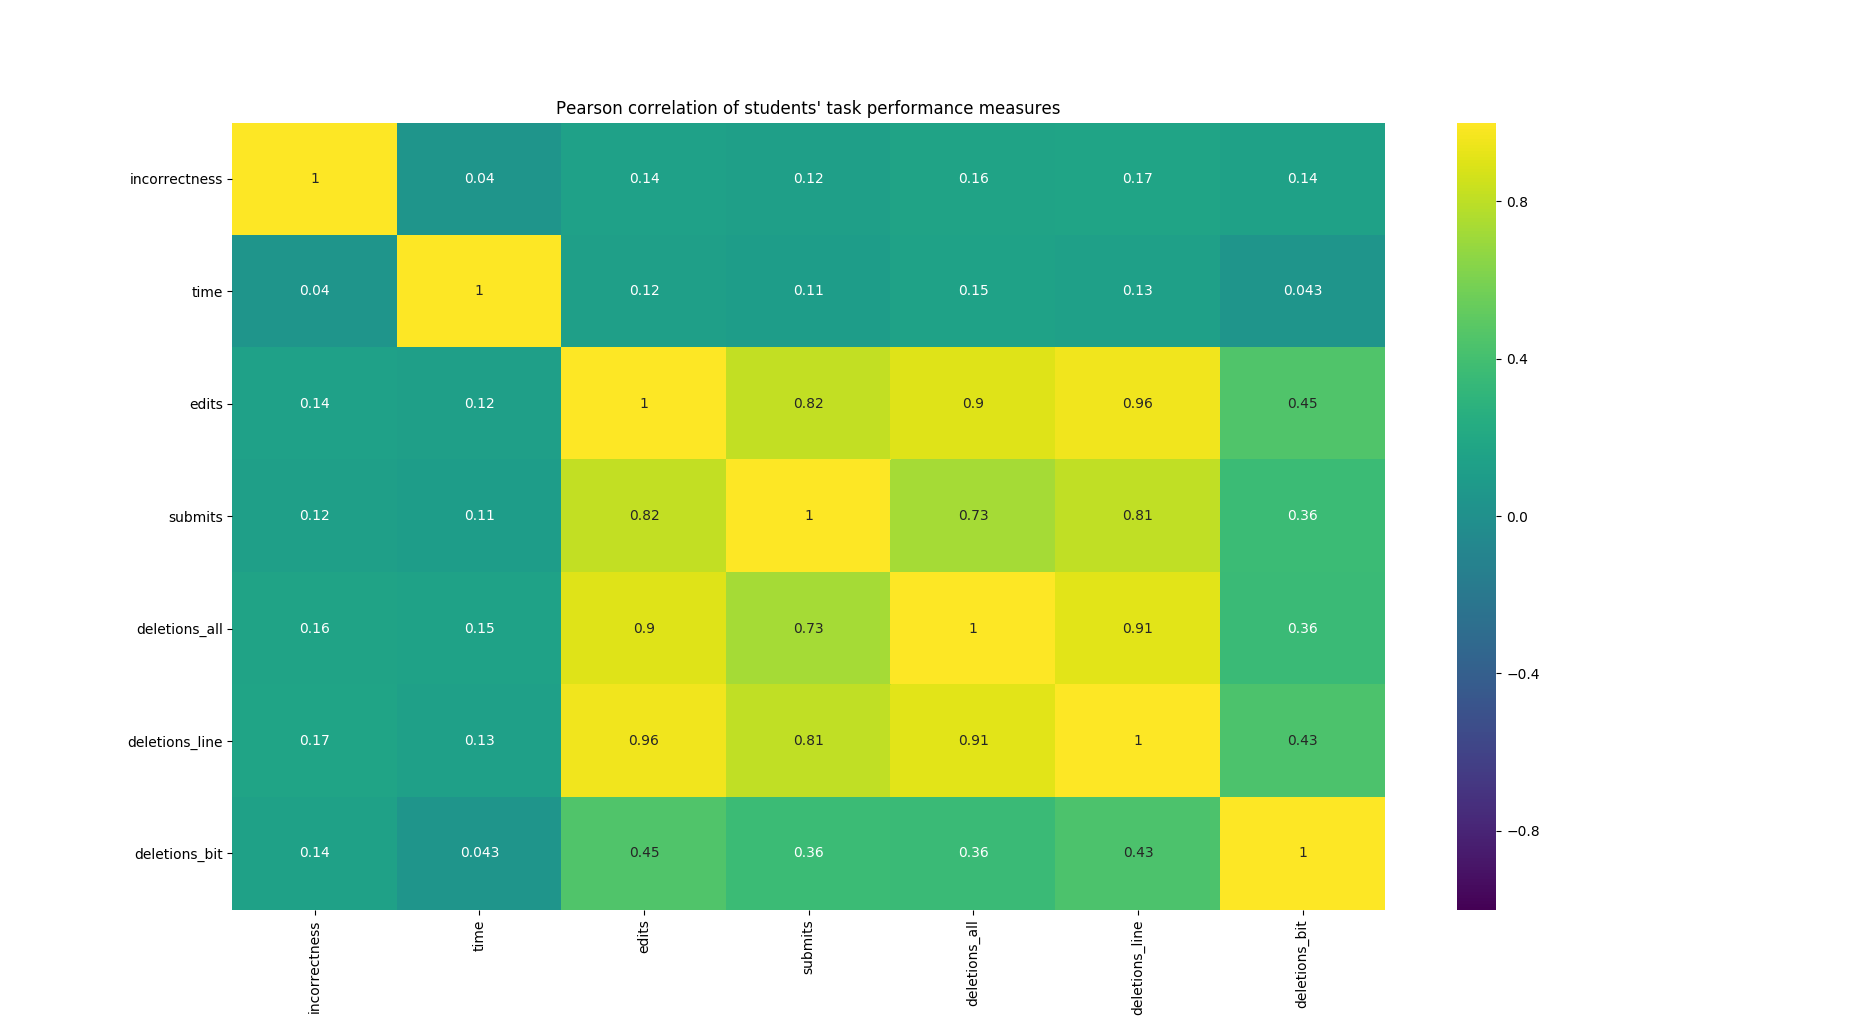 Pearson correlation of students' task performance measures
incorrectness 1 0.04 0.14 0.12 0.16 0.17 0.14
time 0.04 1 0.12 0.11 0.15 0.13 0.043
edits 0.14 0.12 1 0.82 0.9 0.96 0.45
submits 0.12 0.11 0.82 1 0.73 0.81 0.36
deletions_all 0.16 0.15 0.9 0.73 1 0.91 0.36
deletions_line 0.17 0.13 0.96 0.81 0.91 1 0.43
deletions_bit 0.14 0.043 0.45 0.36 0.36 0.43 1
incorrectness time edits submits deletions_all deletions_line deletions_bit
0.8
0.4
0.0
−0.4
−0.8